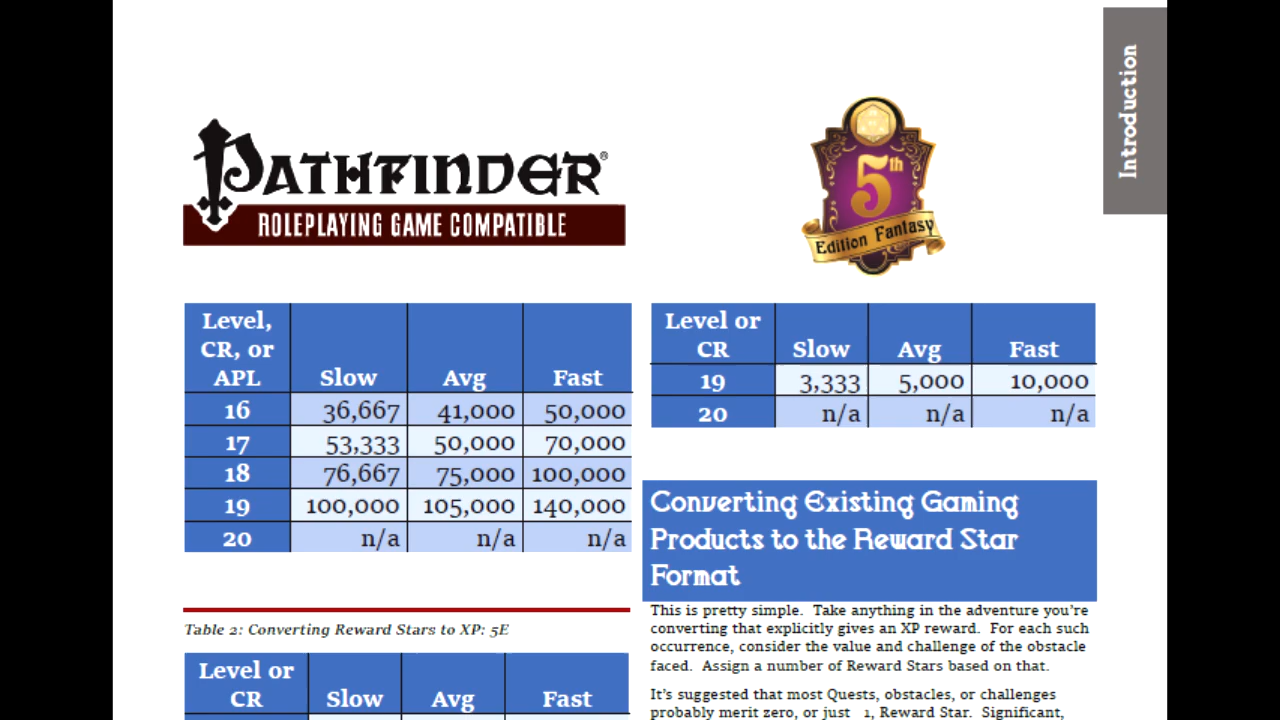 Introduction
PATHFINDER®
ROLEPLAYING GAME COMPATIBLE
5th
Edition Fantasy
Level, CR, or APL Slow Avg Fast
16 36,667 41,000 50,000
17 53,333 50,000 70,000
18 76,667 75,000 100,000
19 100,000 105,000 140,000
20 n/a n/a n/a
Table 2: Converting Reward Stars to XP: 5E
Level or CR Slow Avg Fast
Level or CR Slow Avg Fast
19 3,333 5,000 10,000
20 n/a n/a n/a
Converting Existing Gaming
Products to the Reward Star
Format
This is pretty simple. Take anything in the adventure you're
converting that explicitly gives an XP reward. For each such
occurrence, consider the value and challenge of the obstacle
faced. Assign a number of Reward Stars based on that.
It's suggested that most Quests, obstacles, or challenges
probably merit zero, or just 1, Reward Star. Significant,